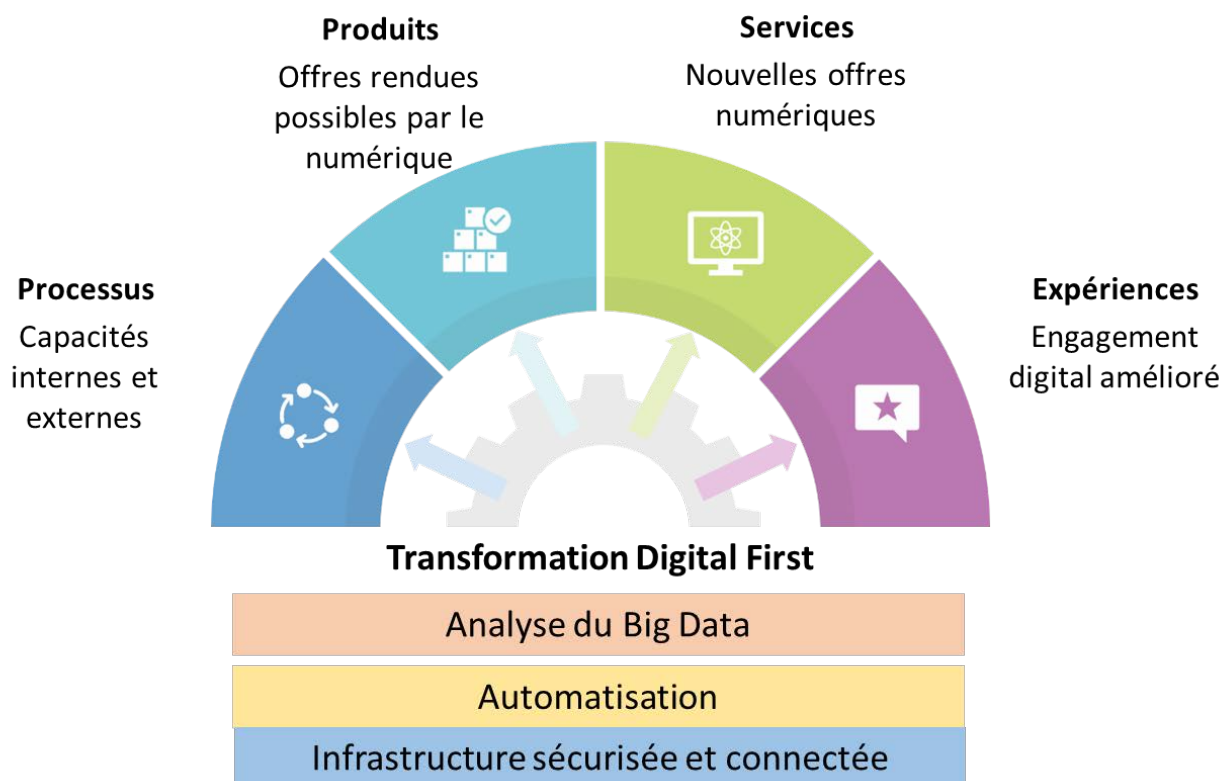 Produits
Offres rendues
possibles par le
numérique
Services
Nouvelles offres
numériques
Processus
Capacités
internes et
externes
Expériences
Engagement
digital amélioré
Transformation Digital First
Analyse du Big Data
Automatisation
Infrastructure sécurisée et connectée